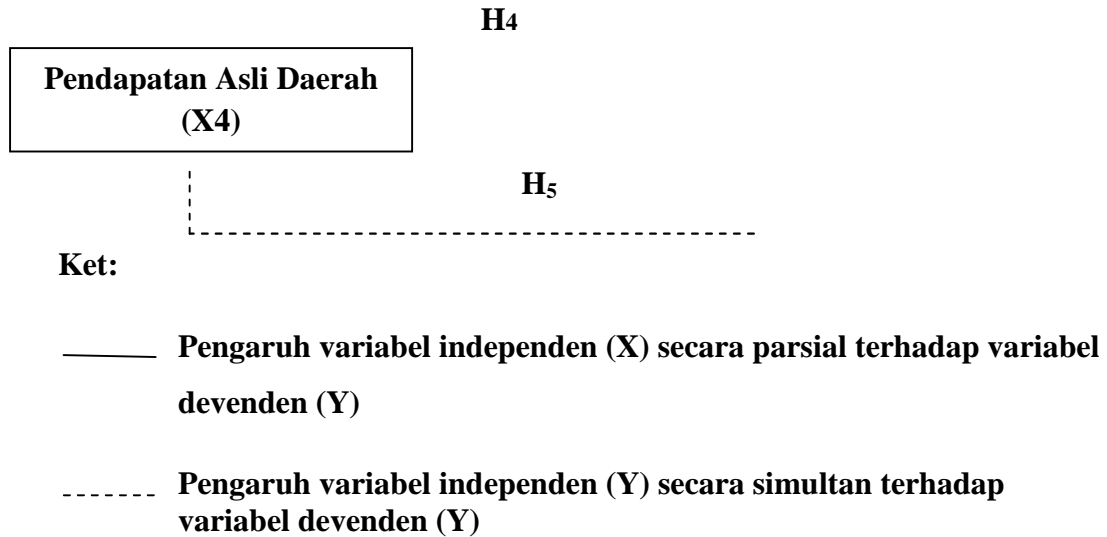 H4
Pendapatan Asli Daerah
(X4)
H₅
Ket:
Pengaruh variabel independen (X) secara parsial terhadap variabel
devenden (Y)
Pengaruh variabel independen (Y) secara simultan terhadap
variabel devenden (Y)